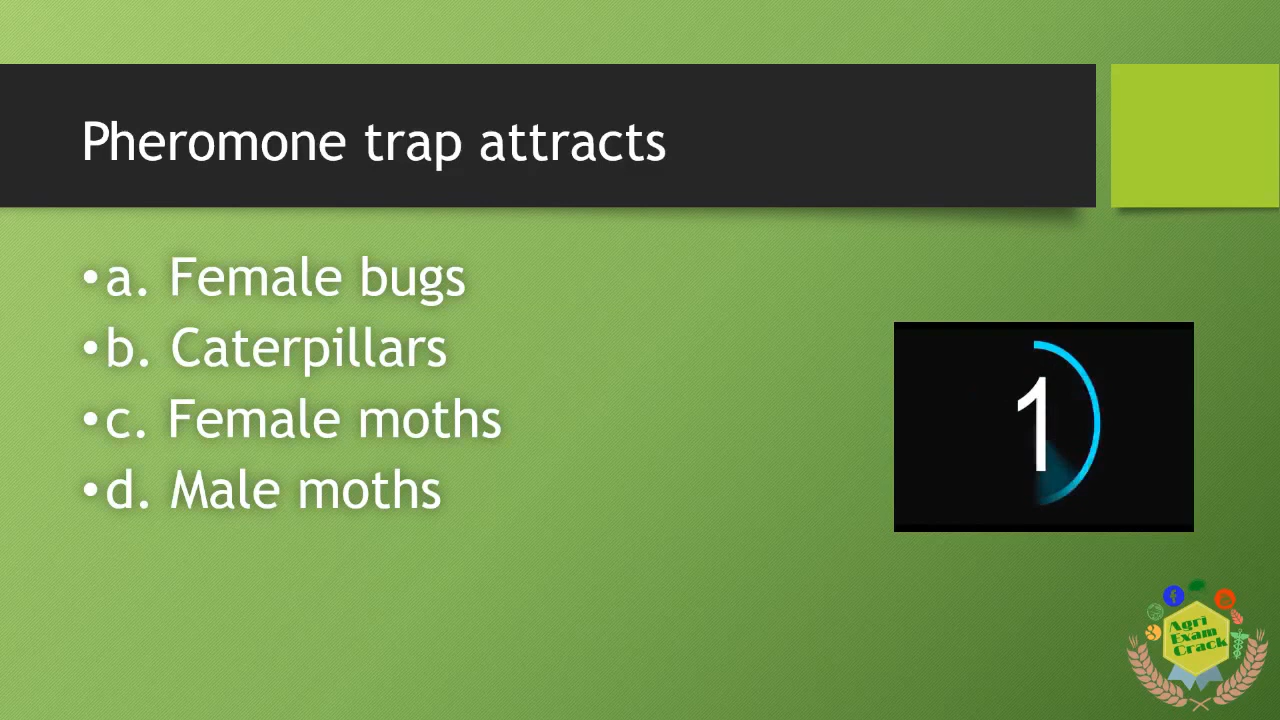 Pheromone trap attracts
•a. Female bugs
•b. Caterpillars
•c. Female moths
•d. Male moths
1
Agri
Exam
Crack